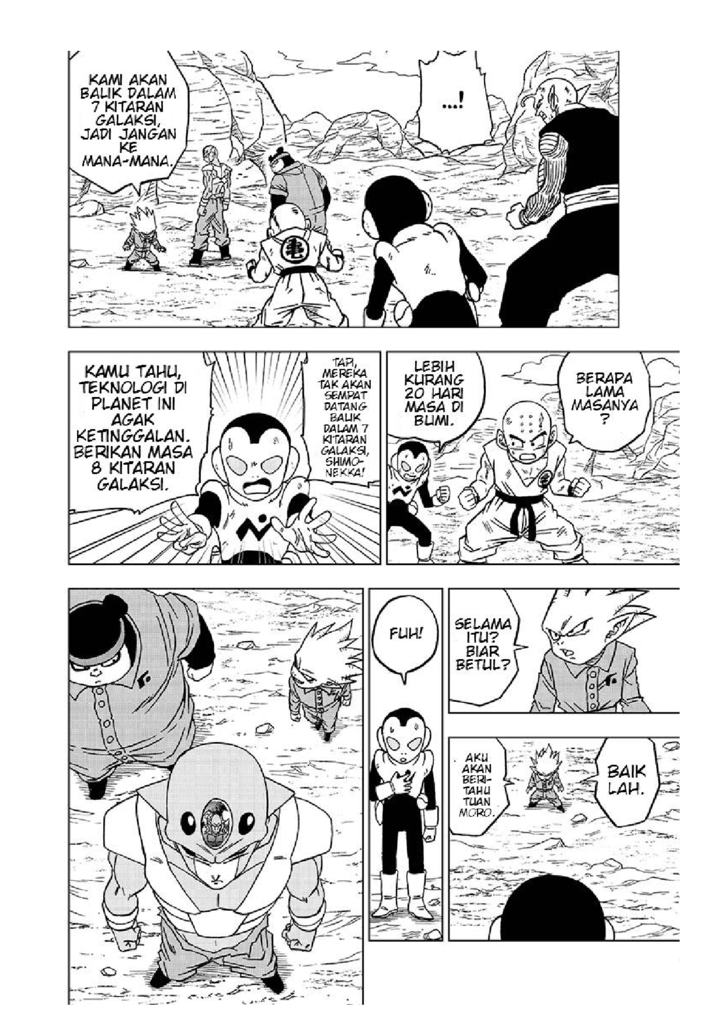 ...!
KAMI AKAN
BALIK DALAM
7 KITARAN
GALAKSI,
JADI JANGAN
KE
MANA-MANA.
亀
BERAPA
LAMA
MASANYA
?
LEBIH
KURANG
20 HARI
MASA DI
BUMI.
TAPI,
MEREKA
TAK AKAN
SEMPAT
DATANG
BALIK
DALAM 7
KITARAN
GALAKSI,
SHIMO-
NEKKA!
KAMU TAHU,
TEKNOLOGI DI
PLANET INI
AGAK
KETINGGALAN.
BERIKAN MASA
8 KITARAN
GALAKSI.
SELAMA
ITU?
BIAR
BETUL?
BAIK
LAH.
AKU
AKAN
BERI-
TAHU
TUAN
MORO.
FUH!